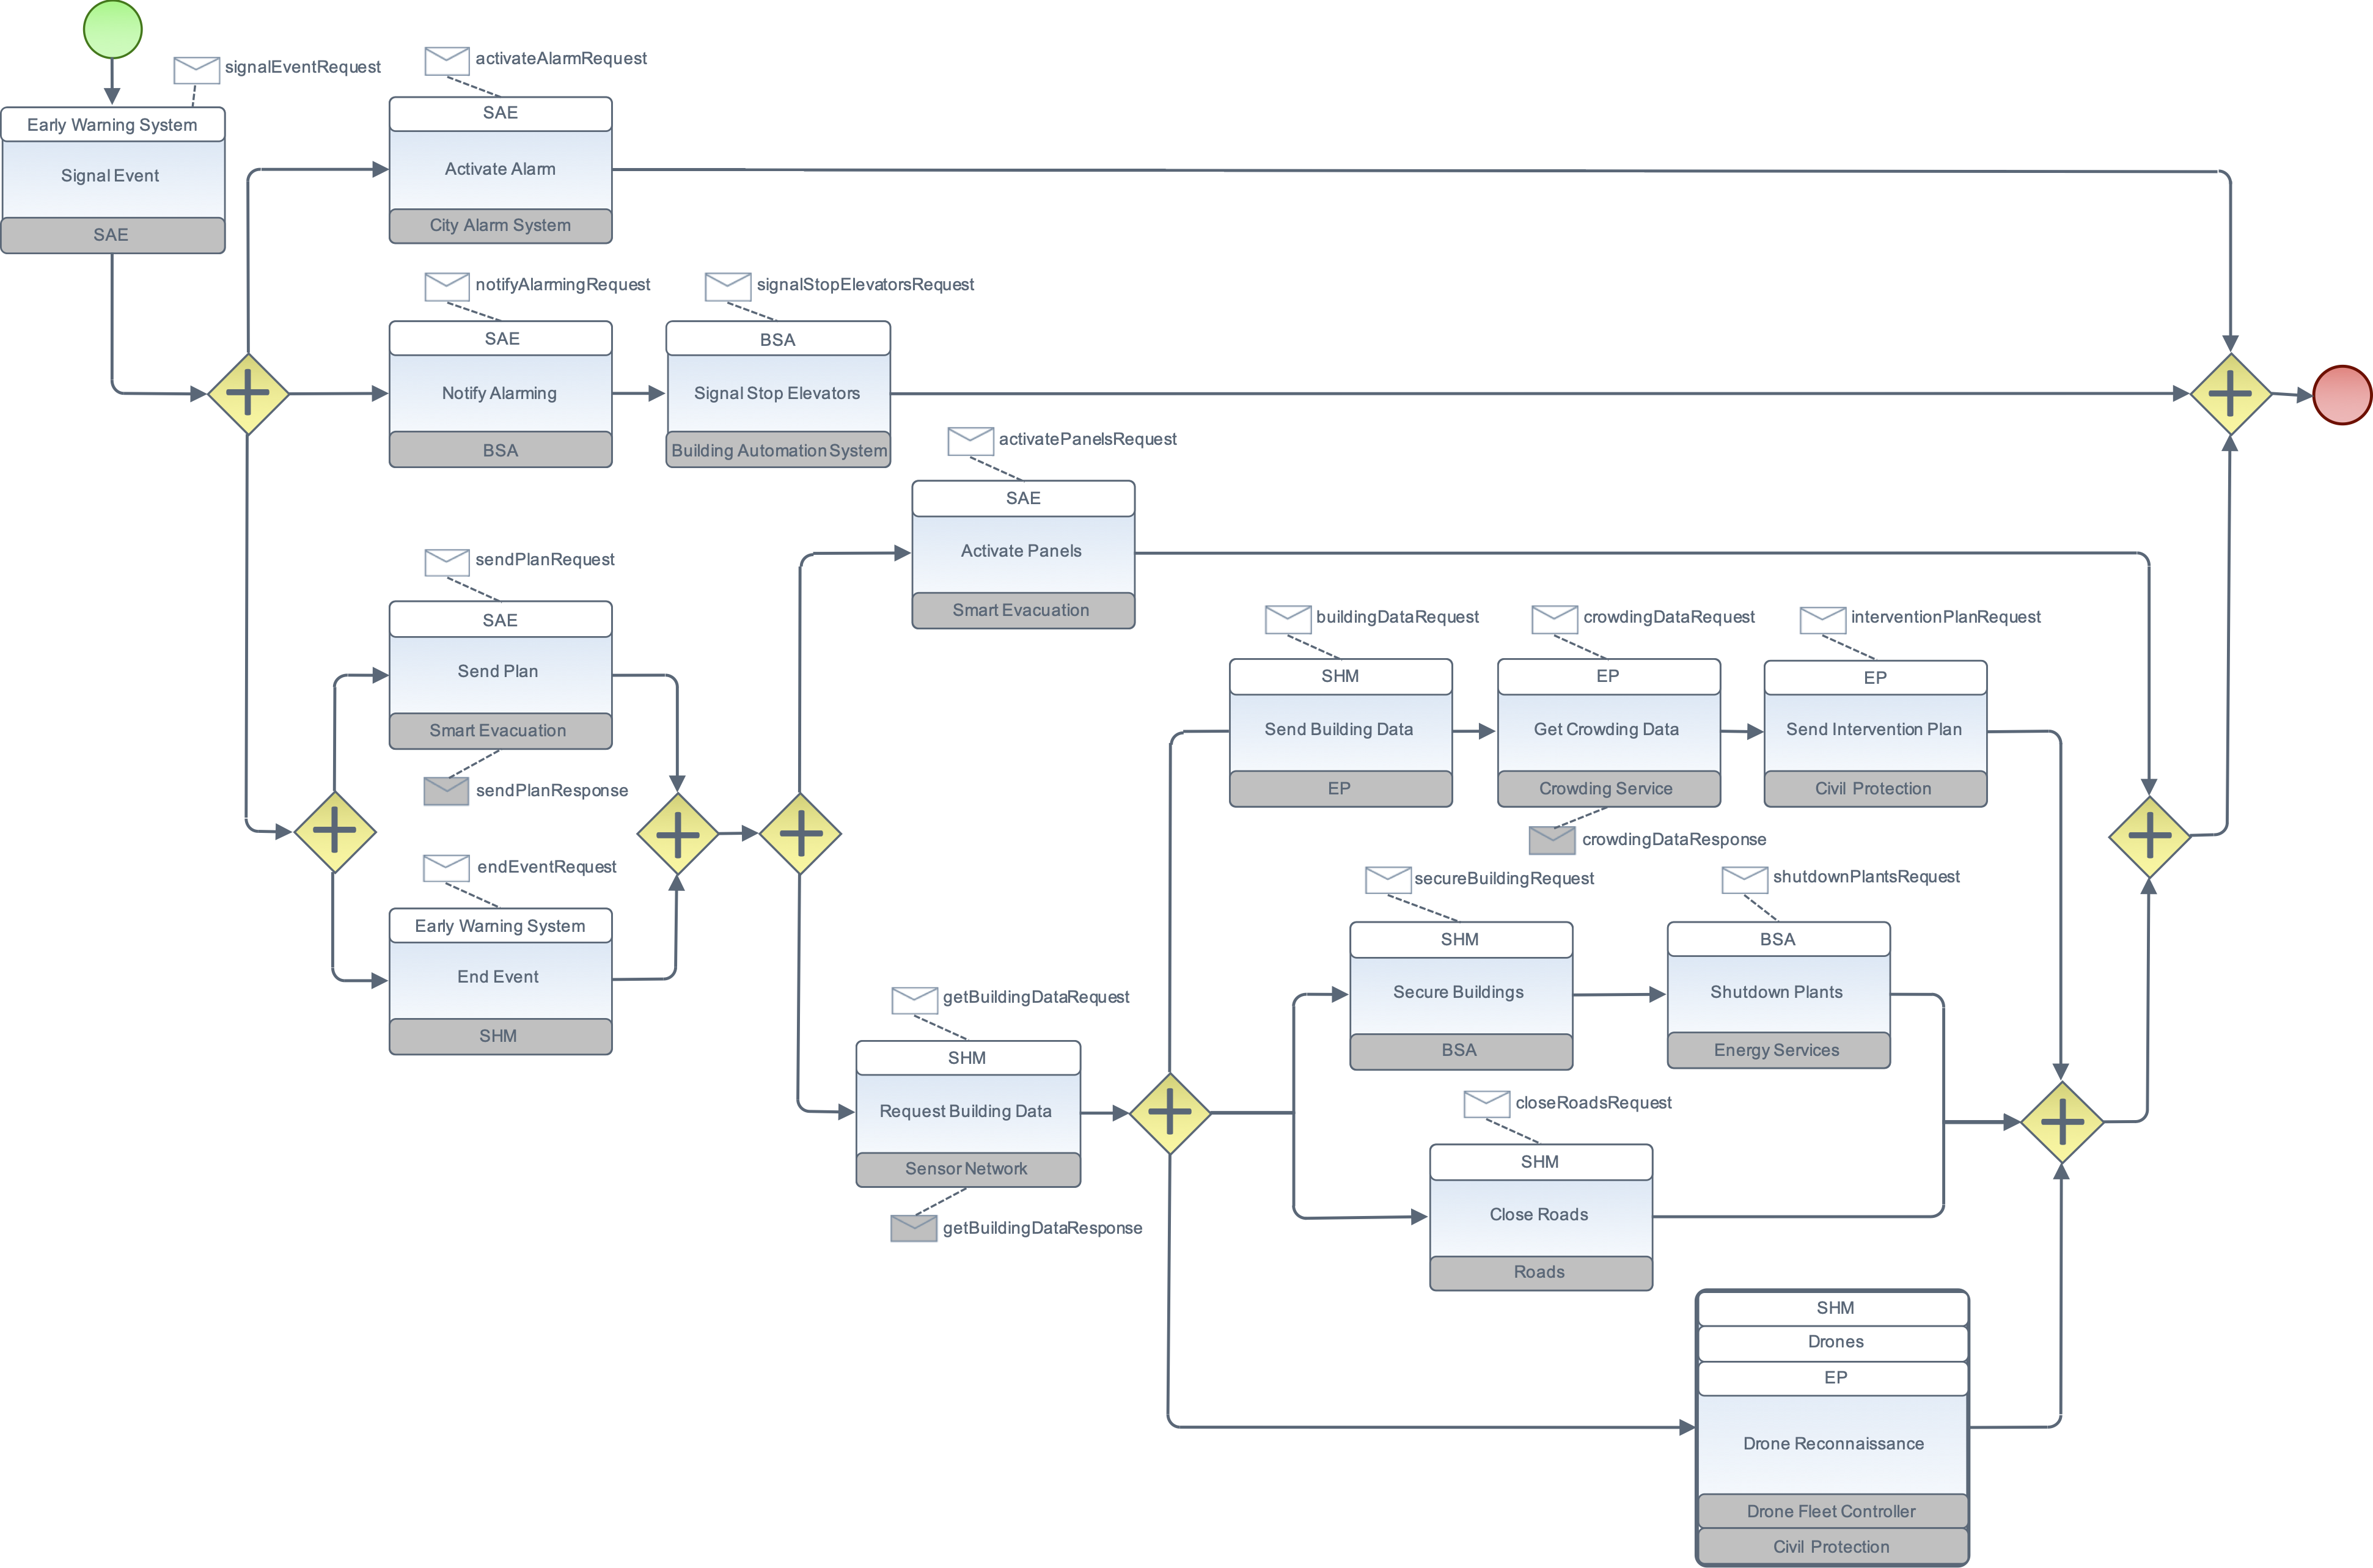 signalEventRequest
Early Warning System
Signal Event
SAE
activateAlarmRequest
SAE
Activate Alarm
City Alarm System
notifyAlarmingRequest
SAE
Notify Alarming
BSA
signalStopElevatorsRequest
BSA
Signal Stop Elevators
Building Automation System
sendPlanRequest
SAE
Send Plan
Smart Evacuation
sendPlanResponse
endEventRequest
Early Warning System
End Event
SHM
activatePanelsRequest
SAE
Activate Panels
Smart Evacuation
getBuildingDataRequest
SHM
Request Building Data
Sensor Network
getBuildingDataResponse
buildingDataRequest
SHM
Send Building Data
EP
crowdingDataRequest
EP
Get Crowding Data
Crowding Service
crowdingDataResponse
interventionPlanRequest
EP
Send Intervention Plan
Civil Protection
secureBuildingRequest
SHM
Secure Buildings
BSA
shutdownPlantsRequest
BSA
Shutdown Plants
Energy Services
closeRoadsRequest
SHM
Close Roads
Roads
SHM
Drones
EP
Drone Reconnaissance
Drone Fleet Controller
Civil Protection